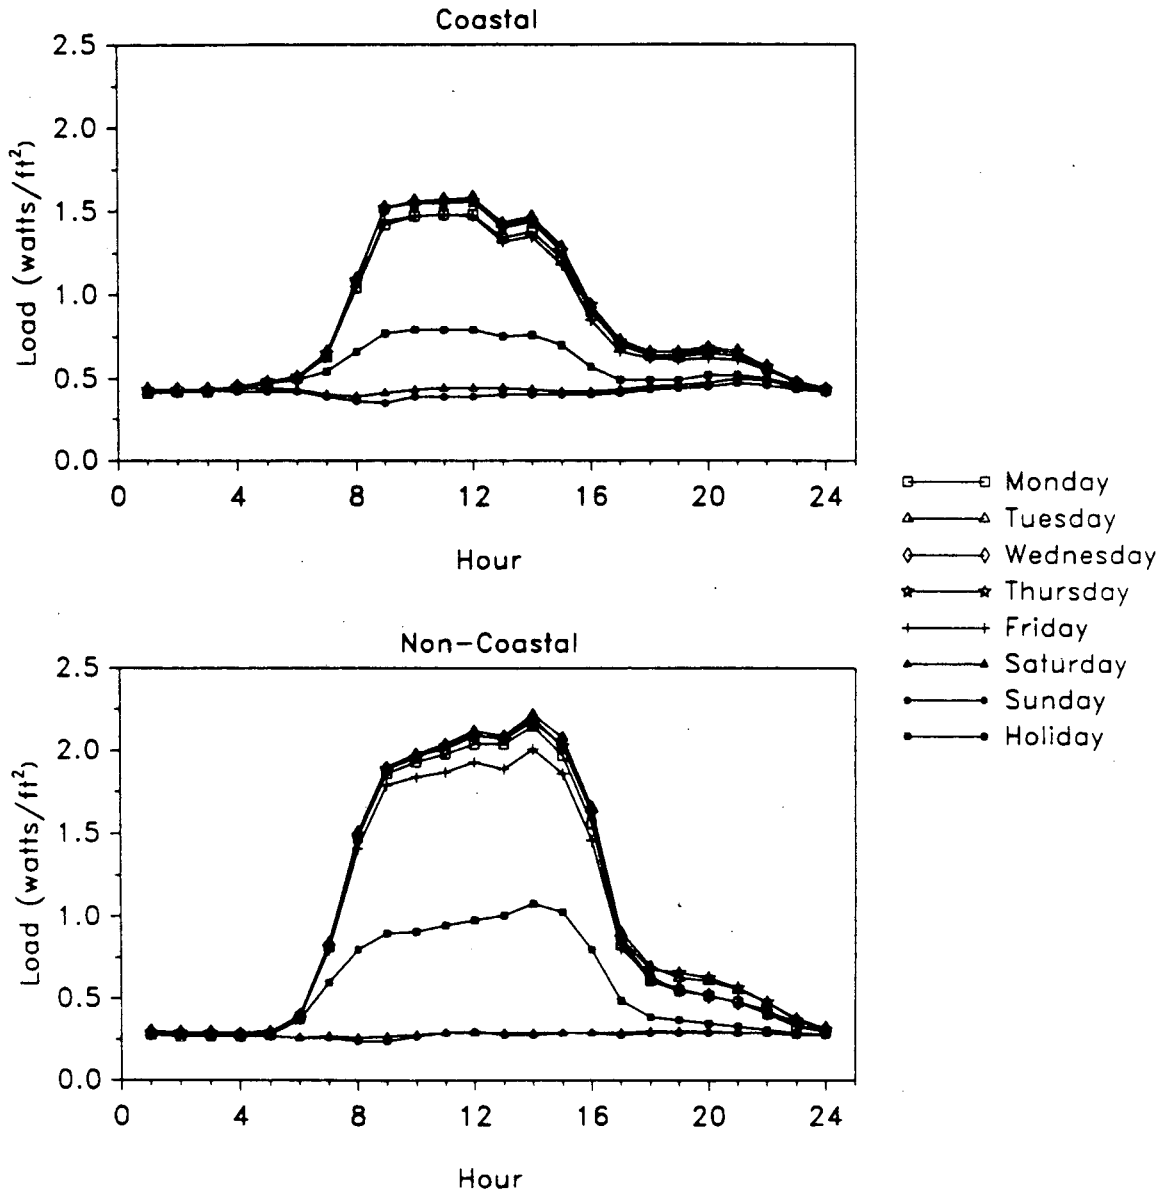 Coastal
2.5
2.0
1.5
1.0
0.5
0.0
Load (watts/ft²)
0 4 8 12 16 20 24
Hour
Monday
Tuesday
Wednesday
Thursday
Friday
Saturday
Sunday
Holiday
Non-Coastal
2.5
2.0
1.5
1.0
0.5
0.0
Load (watts/ft²)
0 4 8 12 16 20 24
Hour